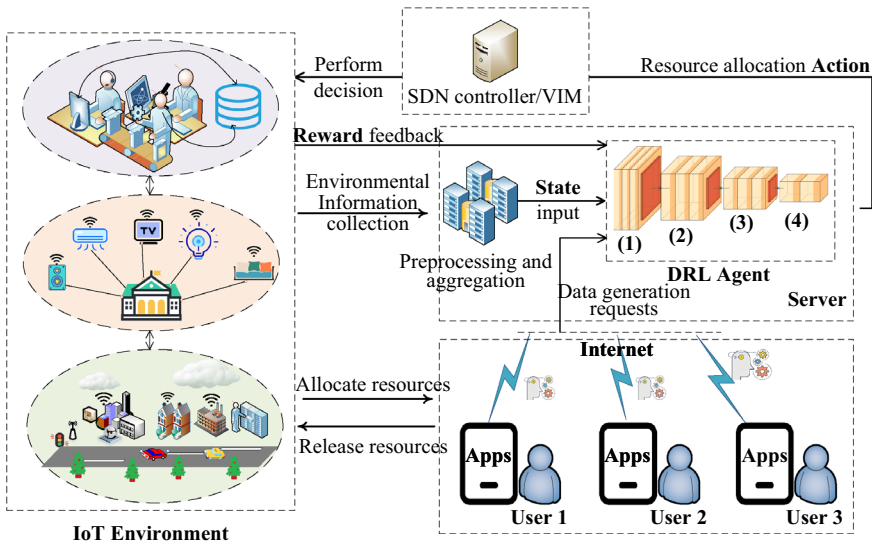 Perform
decision
SDN controller/VIM
Resource allocation Action
Reward feedback
Environmental
Information
collection
State
input
Preprocessing and
aggregation
(1)
(2)
(3)
(4)
DRL Agent
Server
Data generation
requests
TV
Internet
Allocate resources
Release resources
Apps
Apps
Apps
User 1
User 2
User 3
IoT Environment